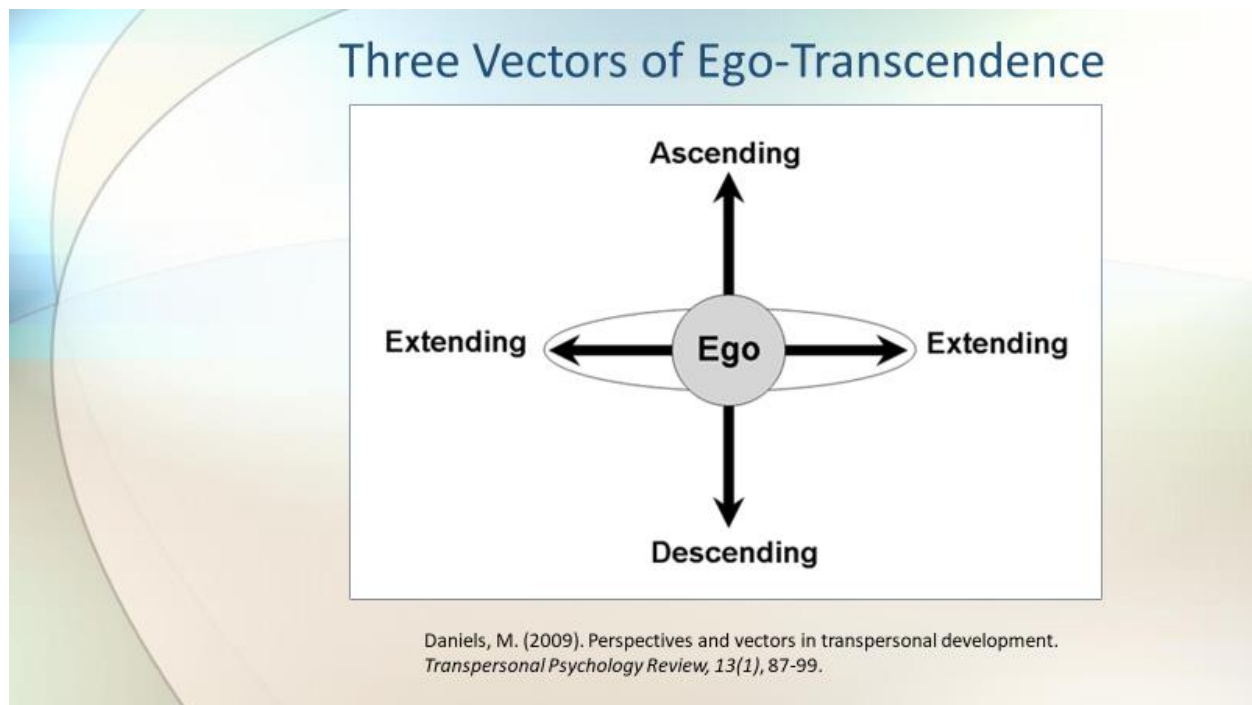 Three Vectors of Ego-Transcendence
Ascending
Extending
Ego
Extending
Descending
Daniels, M. (2009). Perspectives and vectors in transpersonal development.
Transpersonal Psychology Review, 13(1), 87-99.